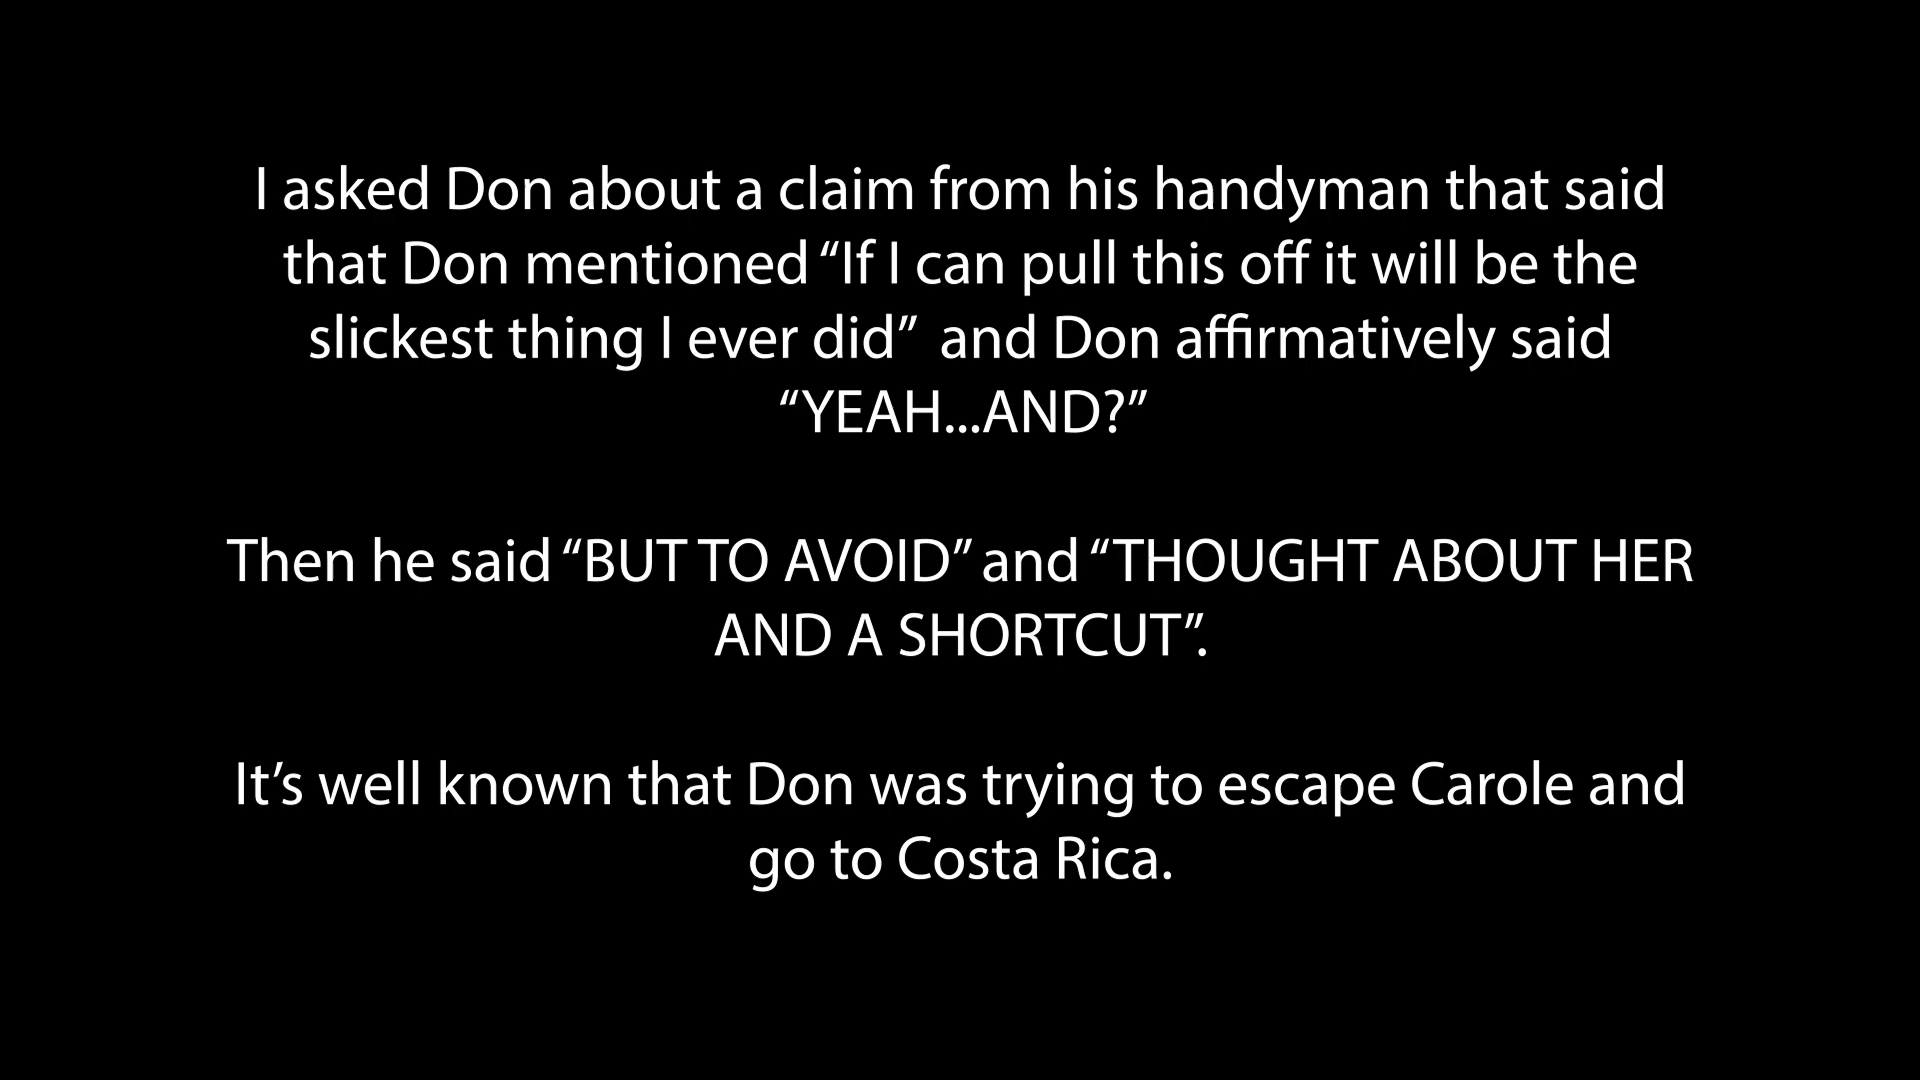 I asked Don about a claim from his handyman that said
that Don mentioned “If I can pull this off it will be the
slickest thing I ever did”  and Don affirmatively said
“YEAH...AND?”
Then he said “BUT TO AVOID” and “THOUGHT ABOUT HER
AND A SHORTCUT”.
It’s well known that Don was trying to escape Carole and
go to Costa Rica.